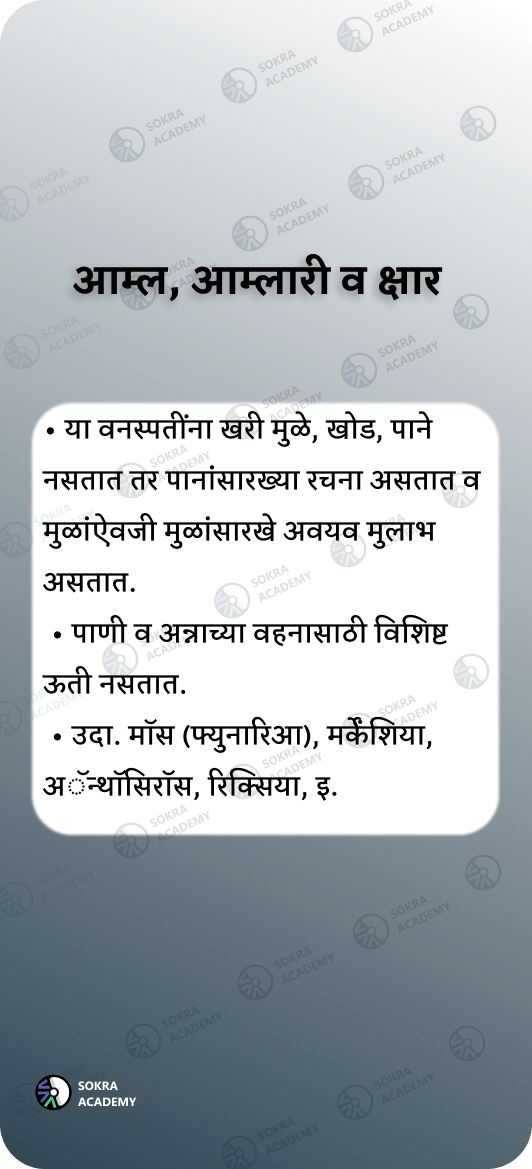 आम्ल, आम्लारी व क्षार
• या वनस्पतींना खरी मुळे, खोड, पाने
नसतात तर पानांसारख्या रचना असतात व
मुळांऐवजी मुळांसारखे अवयव मुलाभ
असतात.
• पाणी व अन्नाच्या वहनासाठी विशिष्ट
ऊती नसतात.
• उदा. मॉस (फ्युनारिआ), मर्केंशिया,
अॅन्थॉसिरॉस, रिक्सिया, इ.
SOKRA
ACADEMY